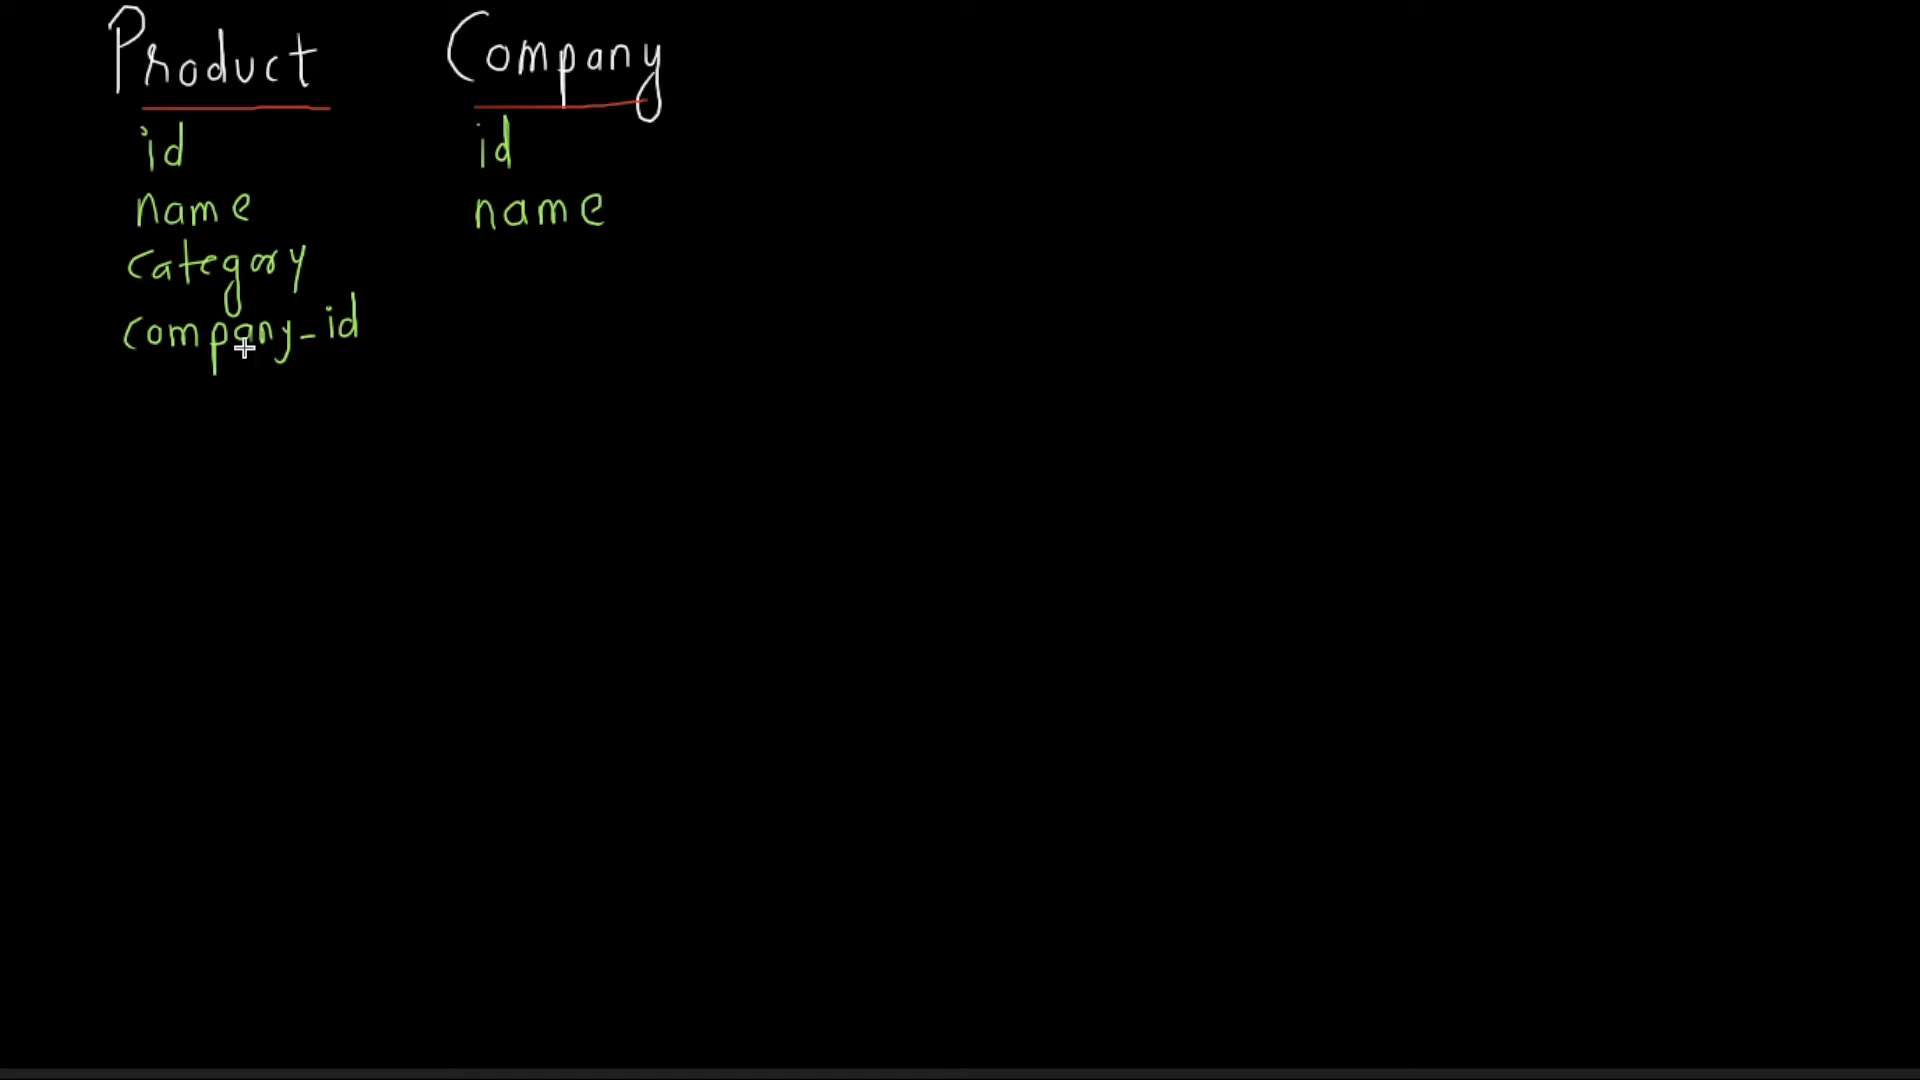 Product Company
id id
name name
category
company-id